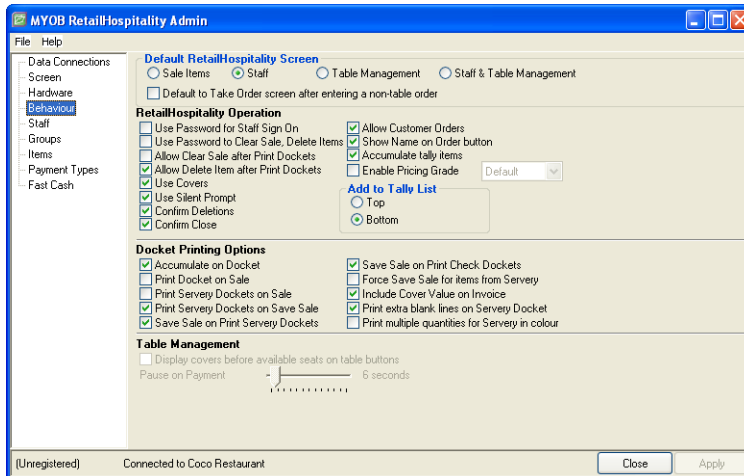 MYOB RetailHospitality Admin
File Help
Data Connections
Screen
Hardware
Behaviour
Staff
Groups
Items
Payment Types
Fast Cash
Default RetailHospitality Screen
Sale Items Staff Table Management Staff & Table Management
Default to Take Order screen after entering a non-table order
RetailHospitality Operation
Use Password for Staff Sign On
Use Password to Clear Sale, Delete Items
Allow Clear Sale after Print Dockets
Allow Delete Item after Print Dockets
Use Covers
Use Silent Prompt
Confirm Deletions
Confirm Close
Allow Customer Orders
Show Name on Order button
Accumulate tally items
Enable Pricing Grade Default
Add to Tally List
Top
Bottom
Docket Printing Options
Accumulate on Docket
Print Docket on Sale
Print Servery Dockets on Sale
Print Servery Dockets on Save Sale
Save Sale on Print Servery Dockets
Save Sale on Print Check Dockets
Force Save Sale for items from Servery
Include Cover Value on Invoice
Print extra blank lines on Servery Docket
Print multiple quantities for Servery in colour
Table Management
Display covers before available seats on table buttons
Pause on Payment 6 seconds
(Unregistered) Connected to Coco Restaurant Close Apply